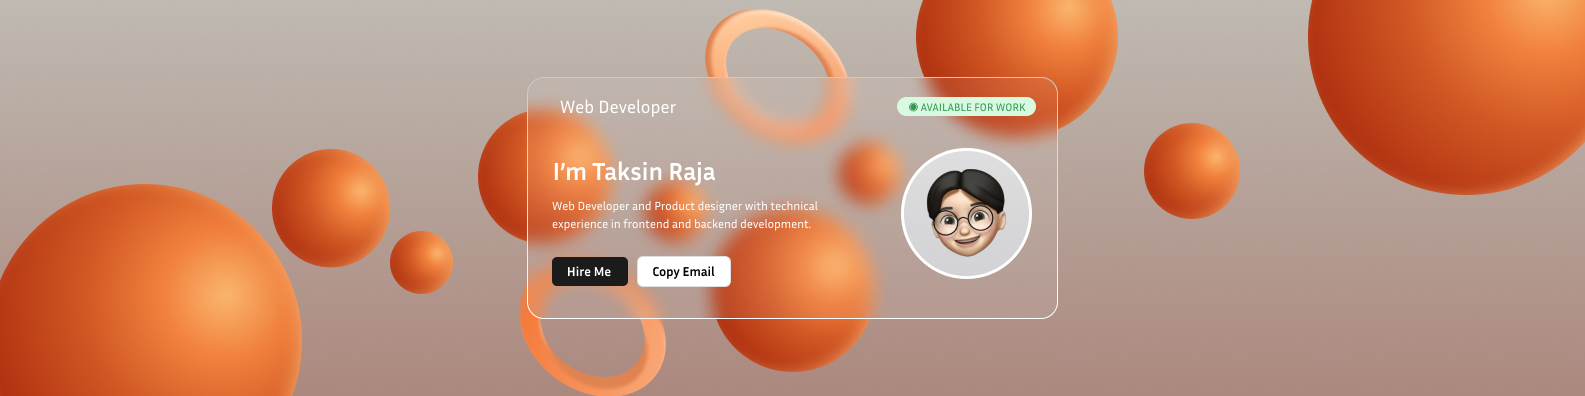 Web Developer
◉ AVAILABLE FOR WORK
I'm Taksin Raja
Web Developer and Product designer with technical
experience in frontend and backend development.
Hire Me
Copy Email